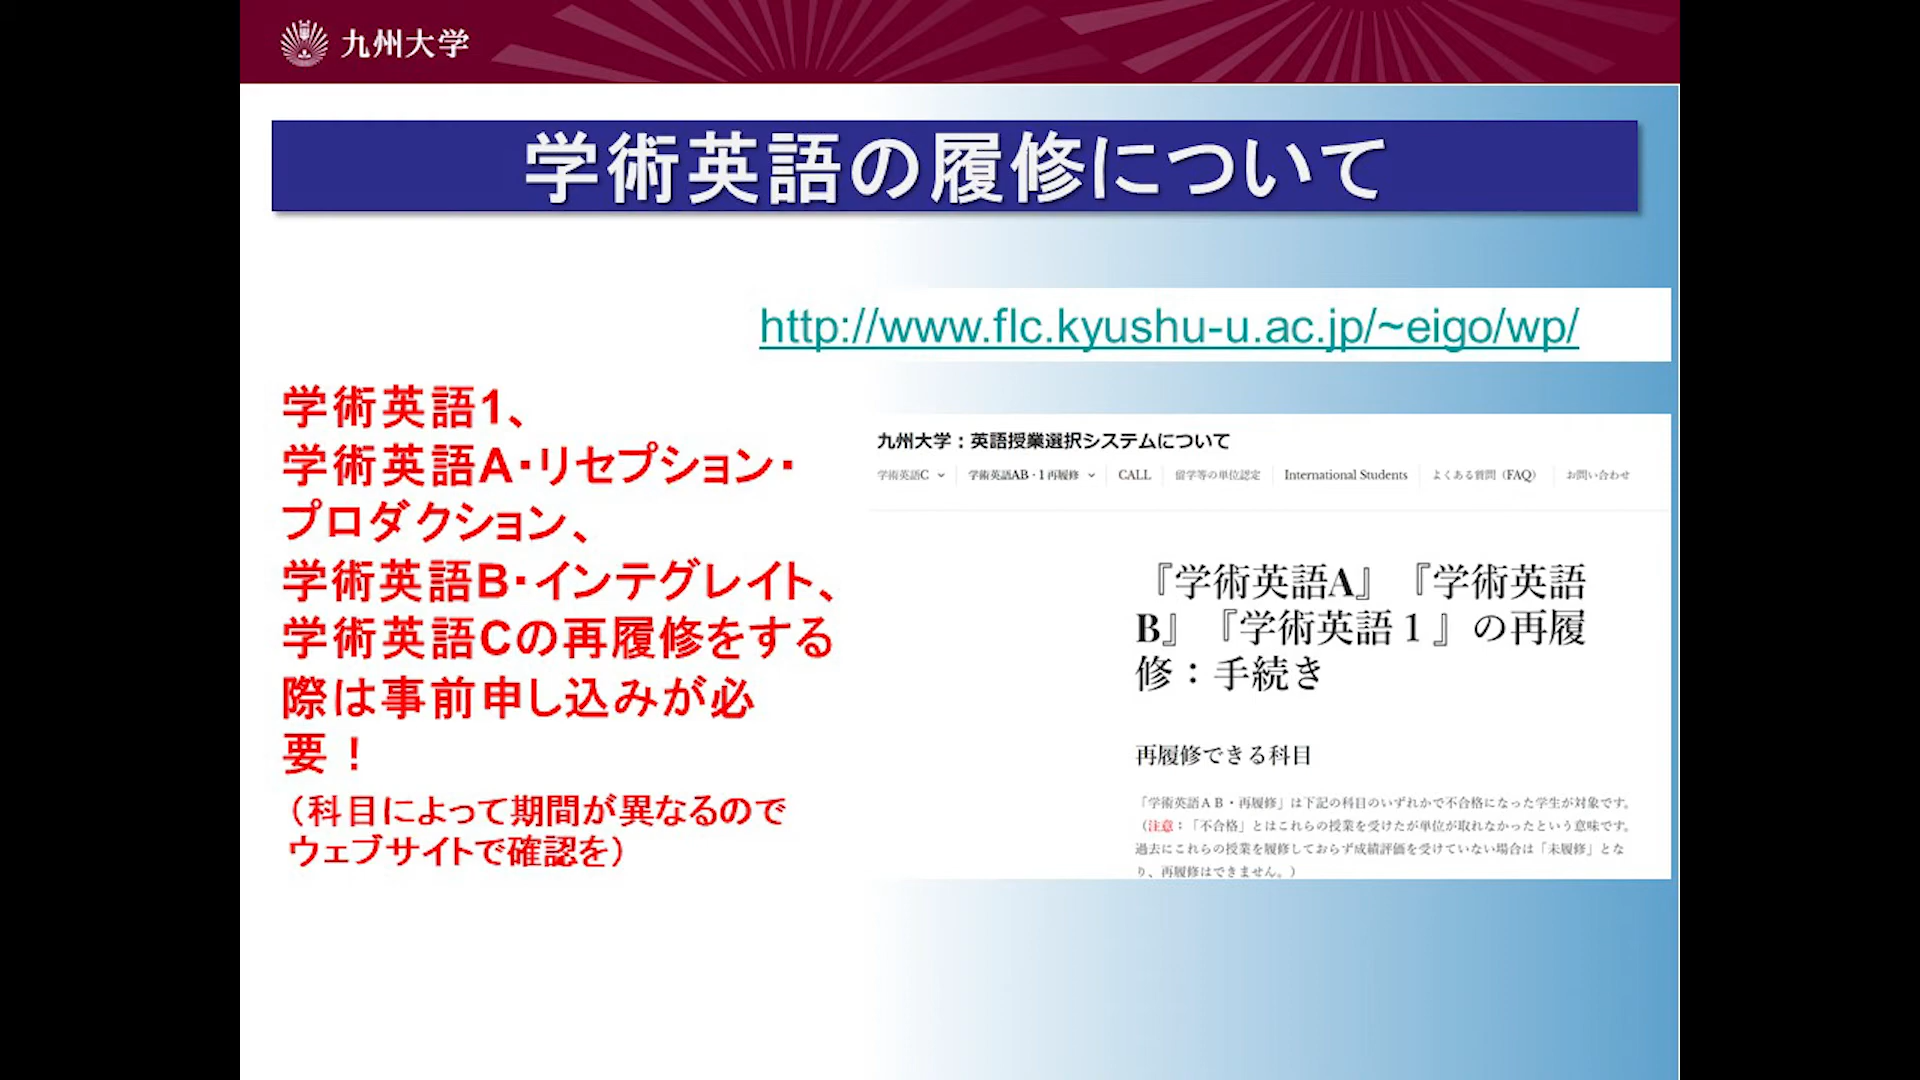 九州大学
学術英語の履修について
http://www.flc.kyushu-u.ac.jp/~eigo/wp/
学術英語1、
学術英語A・リセプション・
プロダクション、
学術英語B・インテグレイト、
学術英語Cの再履修をする
際は事前申し込みが必
要！
（科目によって期間が異なるので
ウェブサイトで確認を）
九州大学：英語授業選択システムについて
学術英語C 学術英語AB・1 再履修 CALL 留学等の単位認定 International Students よくある質問（FAQ） お問い合わせ
『学術英語A』『学術英語
B』『学術英語１』の再履
修：手続き
再履修できる科目
「学術英語ＡＢ・再履修」は下記の科目のいずれかで不合格になった学生が対象です。
（注意：「不合格」とはこれらの授業を受けたが単位が取れなかったという意味です。
過去にこれらの授業を履修しておらず成績評価を受けていない場合は「未履修」とな
り、再履修はできません。）